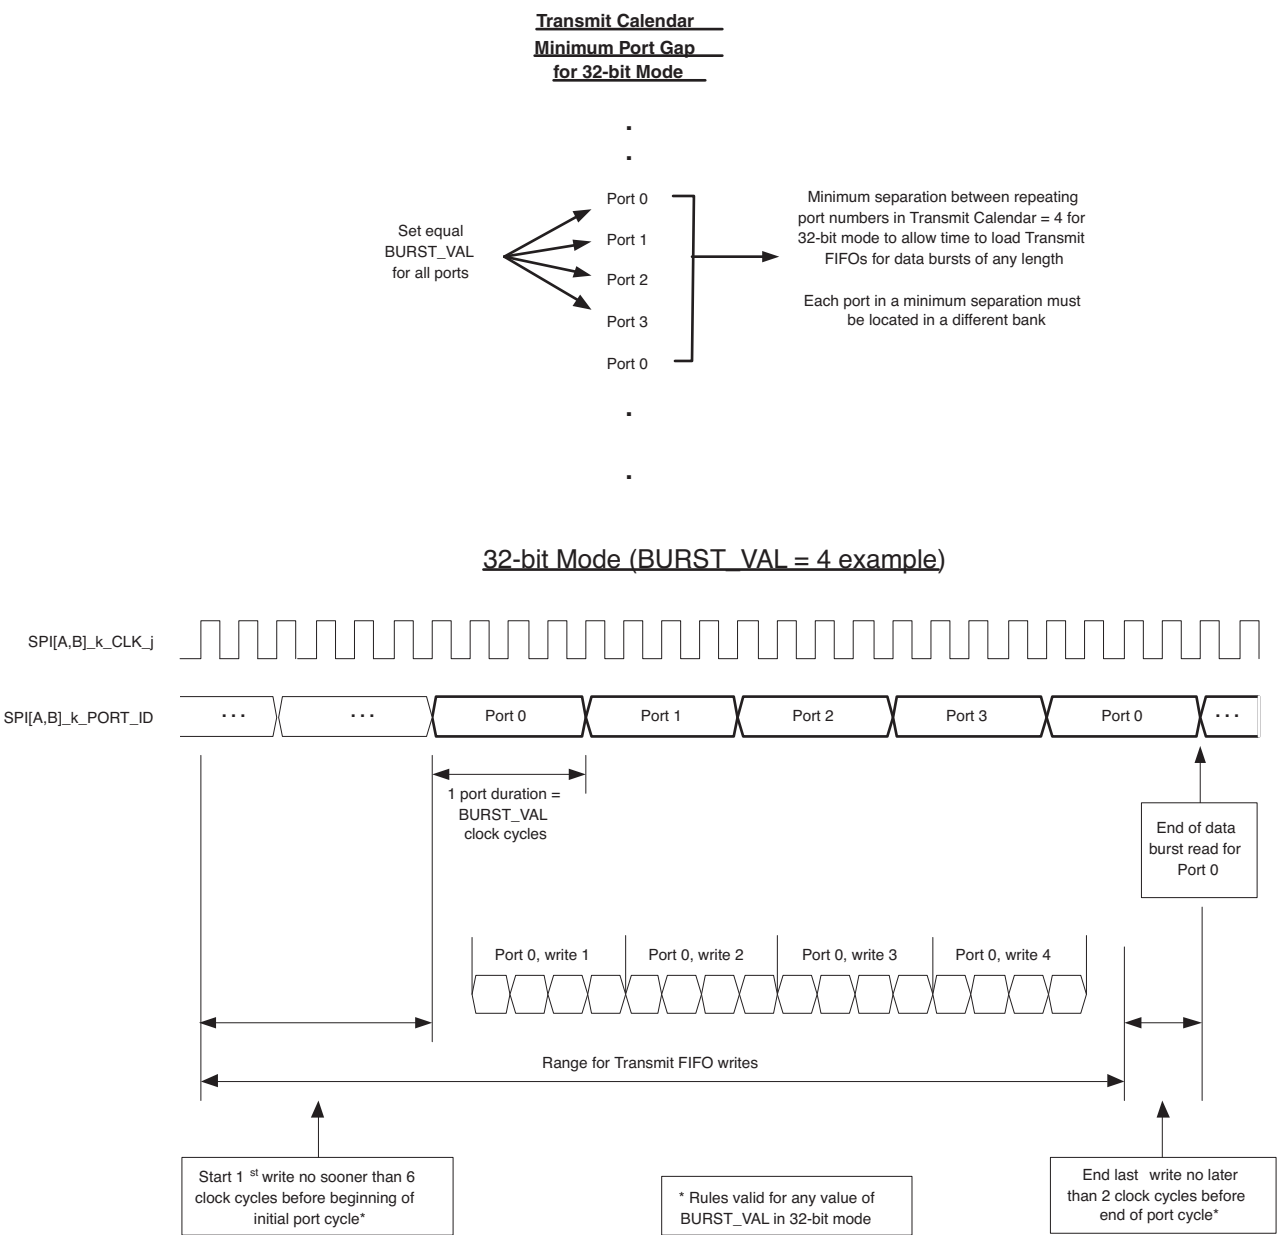 Transmit Calendar
Minimum Port Gap
for 32-bit Mode
.
.
Port 0
Port 1
Port 2
Port 3
Port 0
.
.
Set equal
BURST_VAL
for all ports
Minimum separation between repeating
port numbers in Transmit Calendar = 4 for
32-bit mode to allow time to load Transmit
FIFOs for data bursts of any length
Each port in a minimum separation must
be located in a different bank
32-bit Mode (BURST_VAL = 4 example)
SPI[A,B]_k_CLK_j
SPI[A,B]_k_PORT_ID
... ... Port 0 Port 1 Port 2 Port 3 Port 0 ...
1 port duration =
BURST_VAL
clock cycles
End of data
burst read for
Port 0
Port 0, write 1 Port 0, write 2 Port 0, write 3 Port 0, write 4
Range for Transmit FIFO writes
Start 1 st write no sooner than 6
clock cycles before beginning of
initial port cycle*
* Rules valid for any value of
BURST_VAL in 32-bit mode
End last write no later
than 2 clock cycles before
end of port cycle*